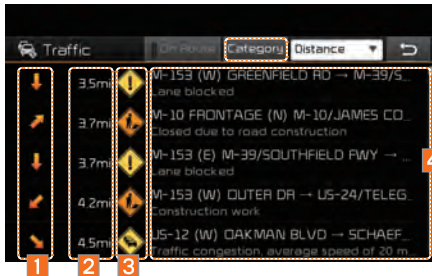 Traffic
On Route
Category
Distance
3.5mi
M-153 (W) GREENFIELD RD → M-39/S...
Lane blocked
3.7mi
M-10 FRONTAGE (N) M-10/JAMES CO...
Closed due to road construction
3.7mi
M-153 (E) M-39/SOUTHFIELD FWY → ...
Lane blocked
4.2mi
M-153 (W) OUTER DR → US-24/TELEG...
Construction work
4.5mi
US-12 (W) OAKMAN BLVD → SCHAEF...
Traffic congestion, average speed of 20 m...
1
2
3
4